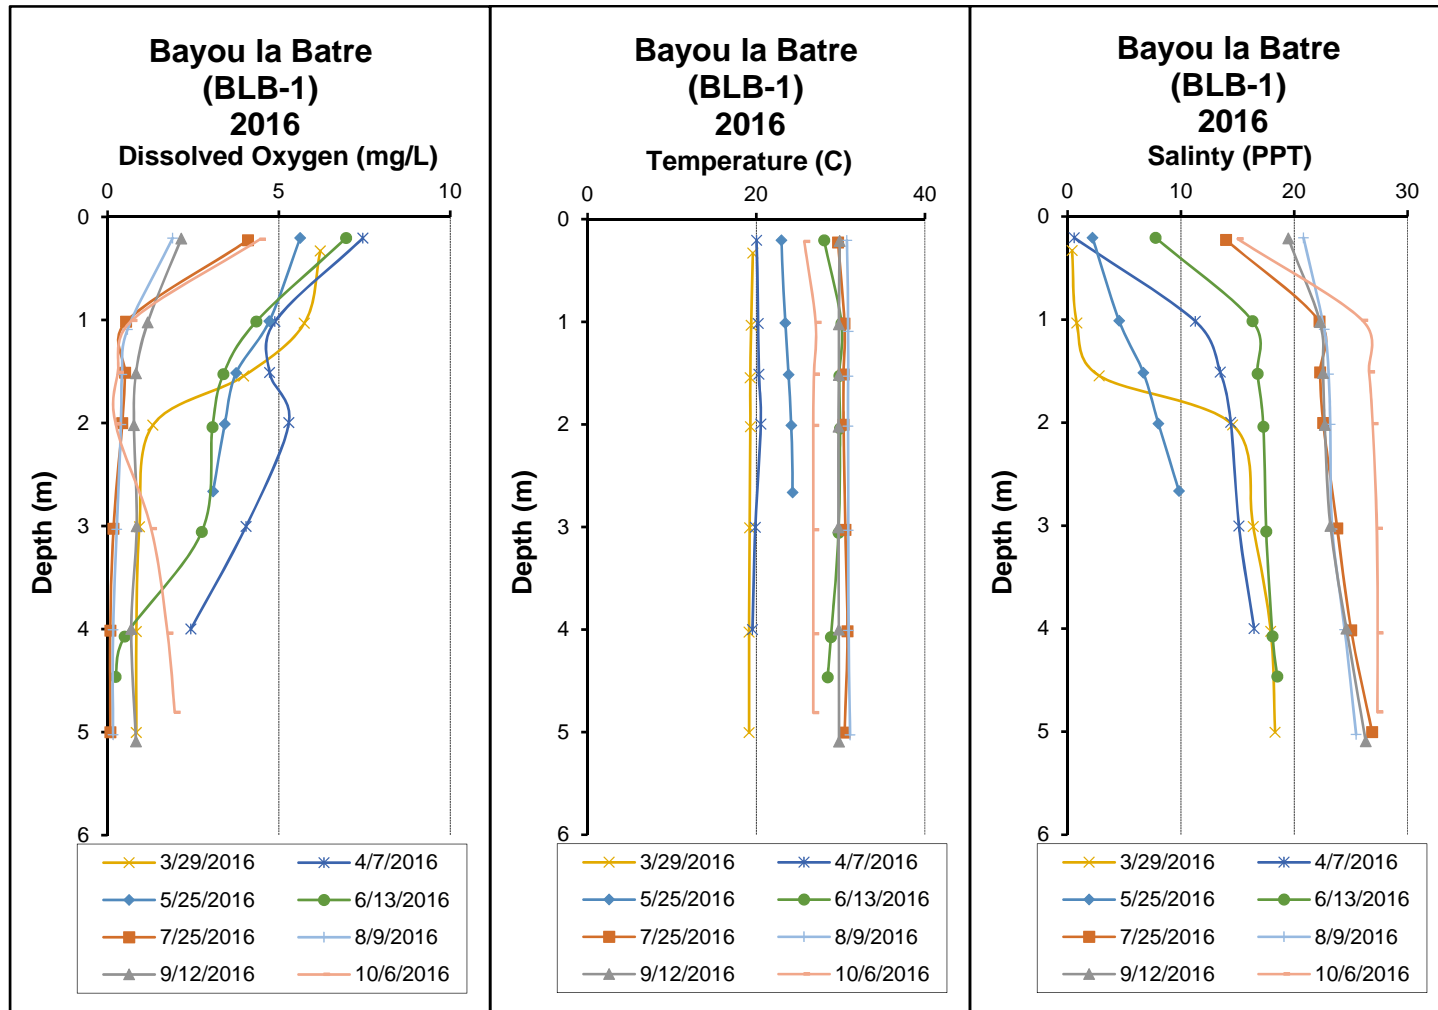 Bayou la Batre
(BLB-1)
2016
Dissolved Oxygen (mg/L)
0 5 10
0
1
2
3
4
5
6
Depth (m)
3/29/2016 4/7/2016
5/25/2016 6/13/2016
7/25/2016 8/9/2016
9/12/2016 10/6/2016
Bayou la Batre
(BLB-1)
2016
Temperature (C)
0 20 40
0
1
2
3
4
5
6
Depth (m)
3/29/2016 4/7/2016
5/25/2016 6/13/2016
7/25/2016 8/9/2016
9/12/2016 10/6/2016
Bayou la Batre
(BLB-1)
2016
Salinty (PPT)
0 10 20 30
0
1
2
3
4
5
6
Depth (m)
3/29/2016 4/7/2016
5/25/2016 6/13/2016
7/25/2016 8/9/2016
9/12/2016 10/6/2016